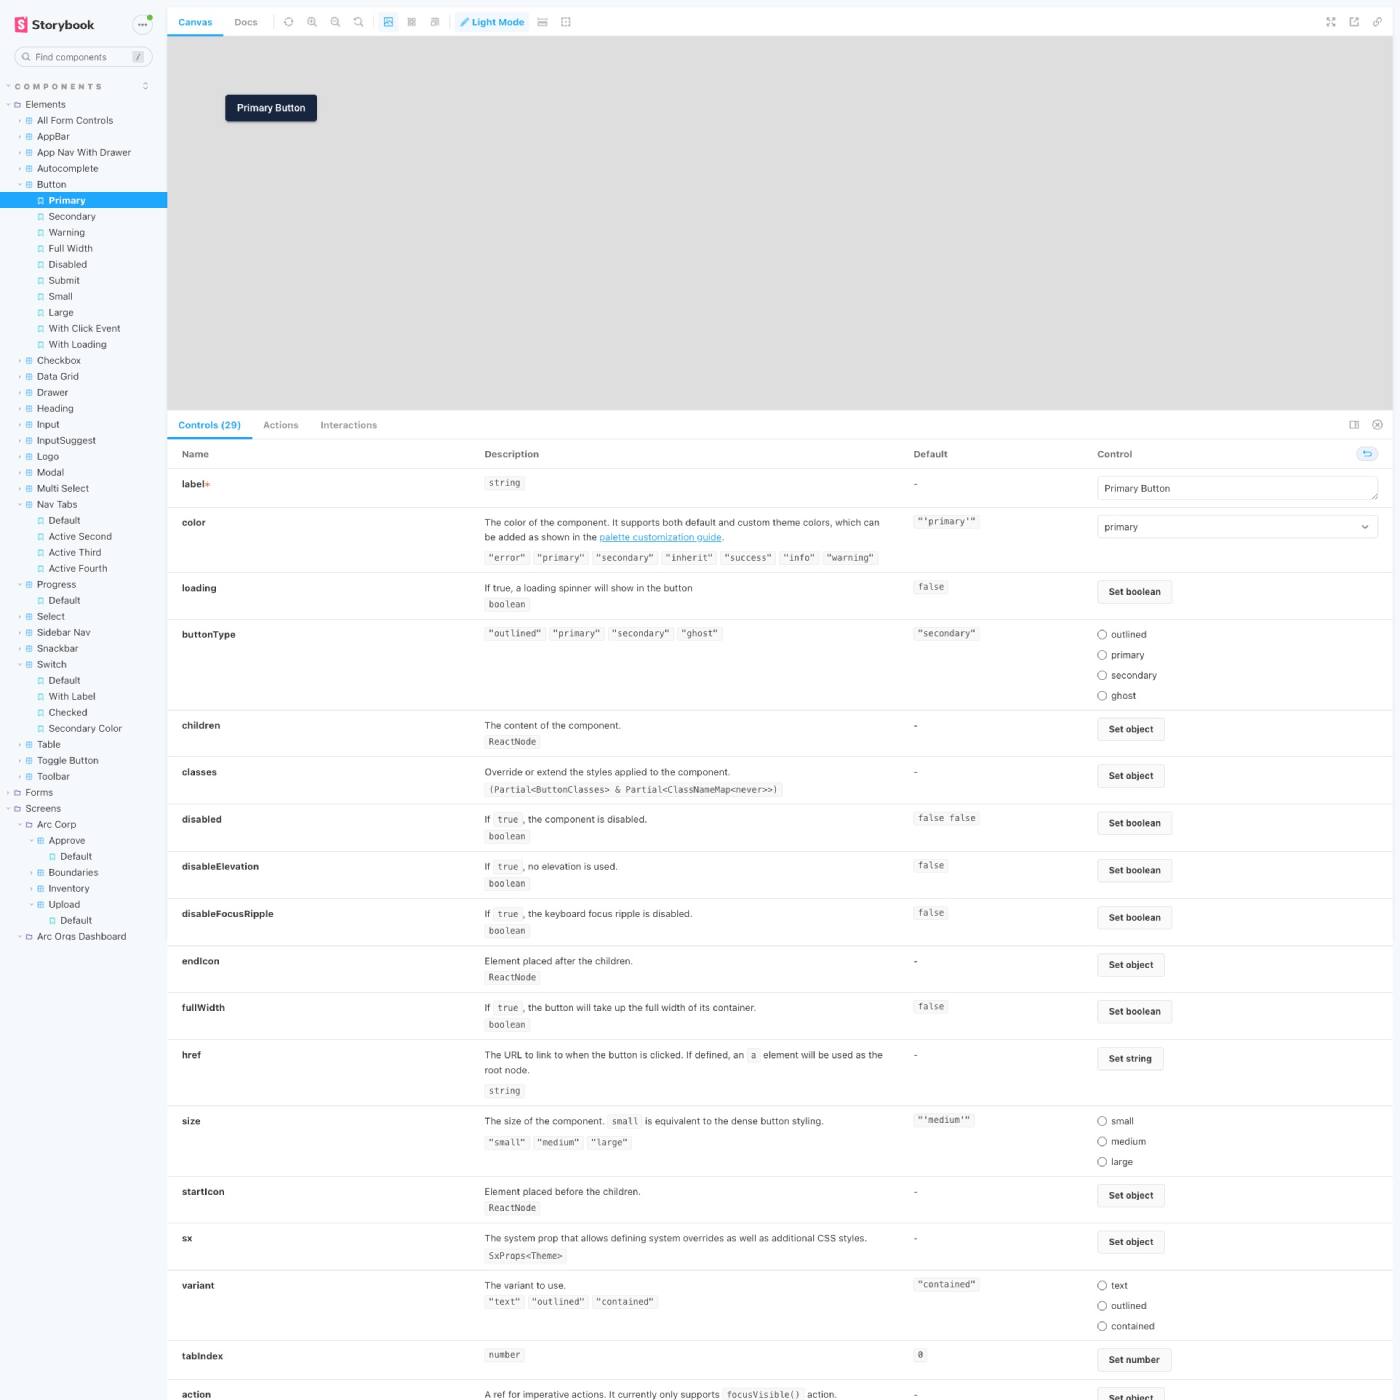 Storybook
Find components /
COMPONENTS
Elements
All Form Controls
AppBar
App Nav With Drawer
Autocomplete
Button
Primary
Secondary
Warning
Full Width
Disabled
Submit
Small
Large
With Click Event
With Loading
Checkbox
Data Grid
Drawer
Heading
Input
InputSuggest
Logo
Modal
Multi Select
Nav Tabs
Default
Active Second
Active Third
Active Fourth
Progress
Default
Select
Sidebar Nav
Snackbar
Switch
Default
With Label
Checked
Secondary Color
Table
Toggle Button
Toolbar
Forms
Screens
Arc Corp
Approve
Default
Boundaries
Inventory
Upload
Default
Arc Orgs Dashboard
Canvas Docs Light Mode
Primary Button
Controls (29) Actions Interactions
Name Description Default Control
label* string - Primary Button
color The color of the component. It supports both default and custom theme colors, which can "'primary'" primary
be added as shown in the palette customization guide.
"error" "primary" "secondary" "inherit" "success" "info" "warning"
loading If true, a loading spinner will show in the button false Set boolean
boolean
buttonType "outlined" "primary" "secondary" "ghost" "secondary" outlined
primary
secondary
ghost
children The content of the component. - Set object
ReactNode
classes Override or extend the styles applied to the component. - Set object
(Partial<ButtonClasses> & Partial<ClassNameMap<never>>)
disabled If true, the component is disabled. false false Set boolean
boolean
disableElevation If true, no elevation is used. false Set boolean
boolean
disableFocusRipple If true, the keyboard focus ripple is disabled. false Set boolean
boolean
endIcon Element placed after the children. - Set object
ReactNode
fullWidth If true, the button will take up the full width of its container. false Set boolean
boolean
href The URL to link to when the button is clicked. If defined, an a element will be used as the - Set string
root node.
string
size The size of the component. small is equivalent to the dense button styling. "'medium'" small
"small" "medium" "large" medium
large
startIcon Element placed before the children. - Set object
ReactNode
sx The system prop that allows defining system overrides as well as additional CSS styles. - Set object
SxProps<Theme>
variant The variant to use. "contained" text
"text" "outlined" "contained" outlined
contained
tabIndex number 0 Set number
action A ref for imperative actions. It currently only supports focusVisible() action. - Set object